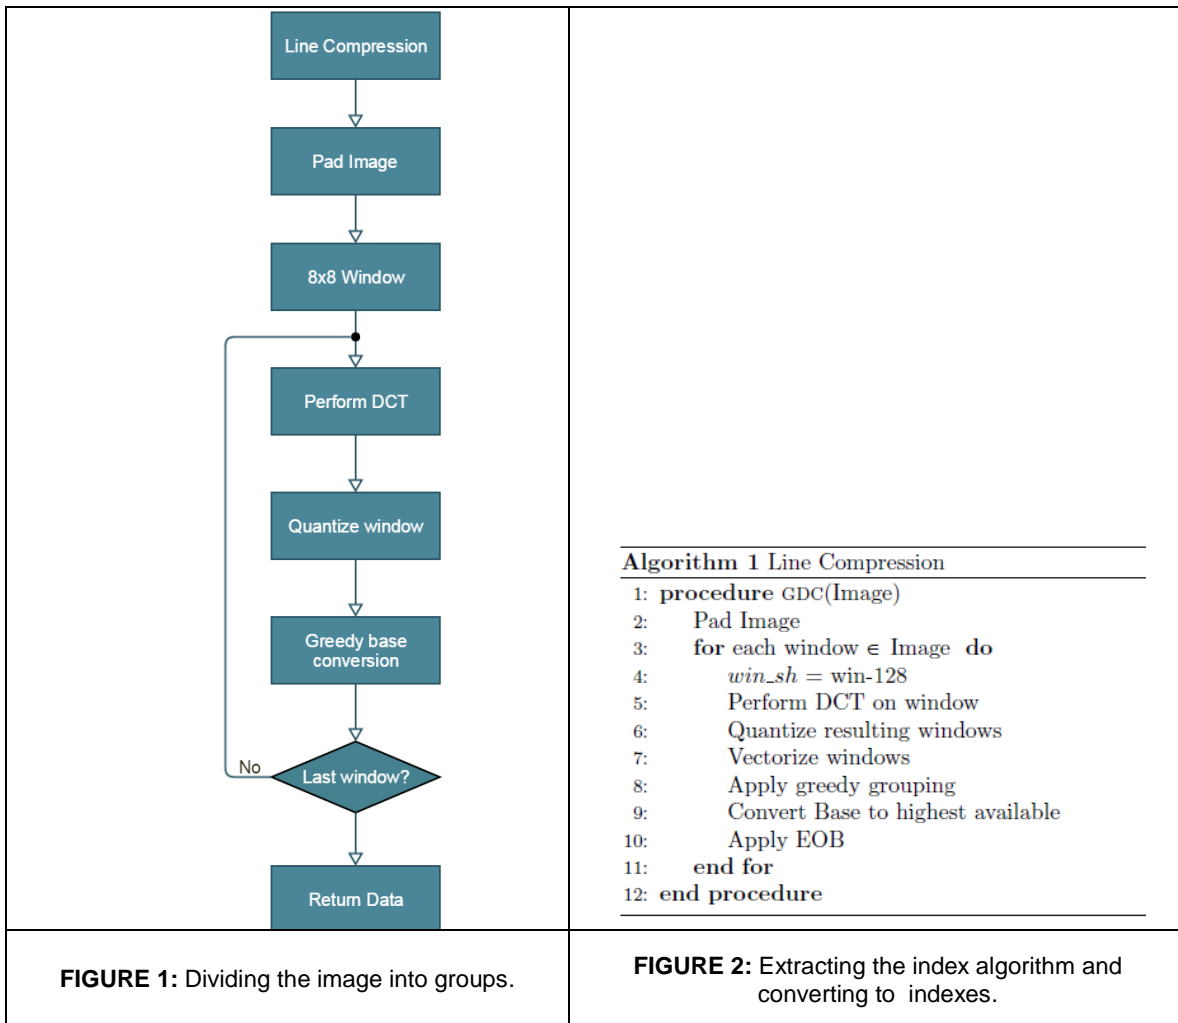 Line Compression
Pad Image
8x8 Window
Perform DCT
Quantize window
Greedy base
conversion
No
Last window?
Return Data
FIGURE 1: Dividing the image into groups.
Algorithm 1 Line Compression
1: procedure GDC(Image)
2: Pad Image
3: for each window ∈ Image do
4: win_sh = win-128
5: Perform DCT on window
6: Quantize resulting windows
7: Vectorize windows
8: Apply greedy grouping
9: Convert Base to highest available
10: Apply EOB
11: end for
12: end procedure
FIGURE 2: Extracting the index algorithm and
converting to indexes.